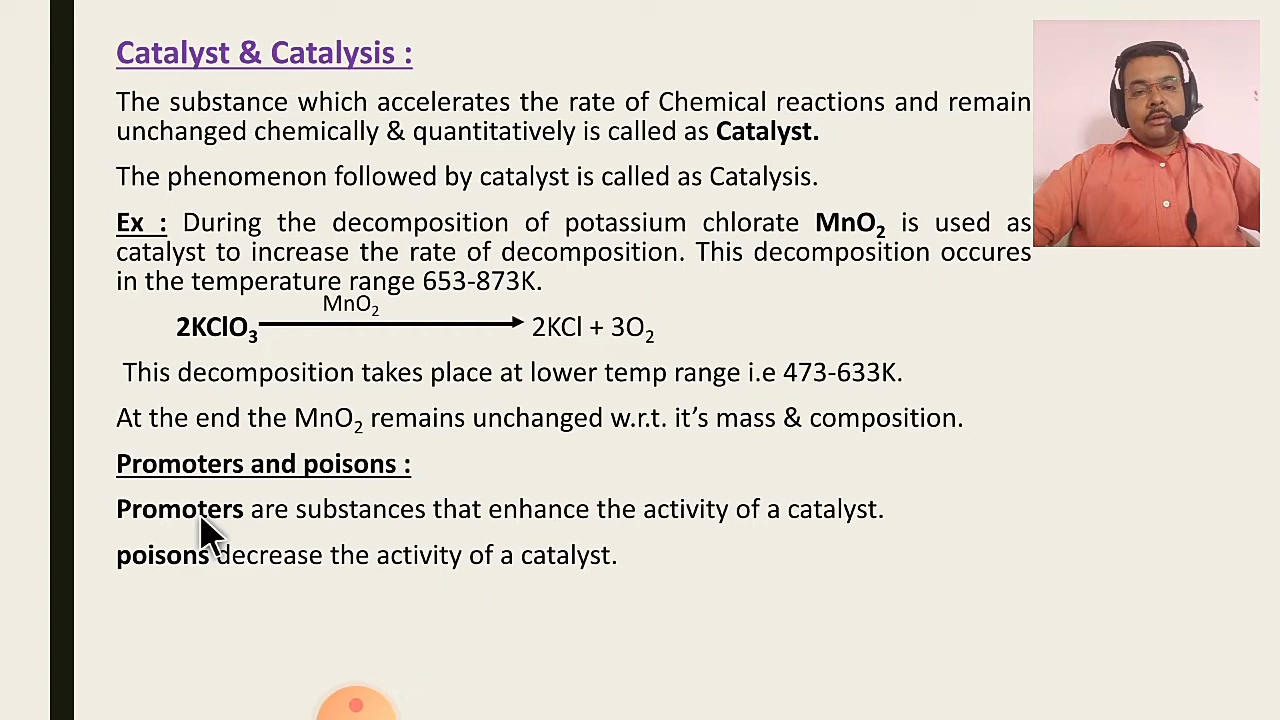 Catalyst & Catalysis :
The substance which accelerates the rate of Chemical reactions and remain
unchanged chemically & quantitatively is called as Catalyst.
The phenomenon followed by catalyst is called as Catalysis.
Ex : During the decomposition of potassium chlorate MnO₂ is used as
catalyst to increase the rate of decomposition. This decomposition occures
in the temperature range 653-873K.
MnO₂
2KClO₃ → 2KCl + 3O₂
This decomposition takes place at lower temp range i.e 473-633K.
At the end the MnO₂ remains unchanged w.r.t. it’s mass & composition.
Promoters and poisons :
Promoters are substances that enhance the activity of a catalyst.
poisons decrease the activity of a catalyst.